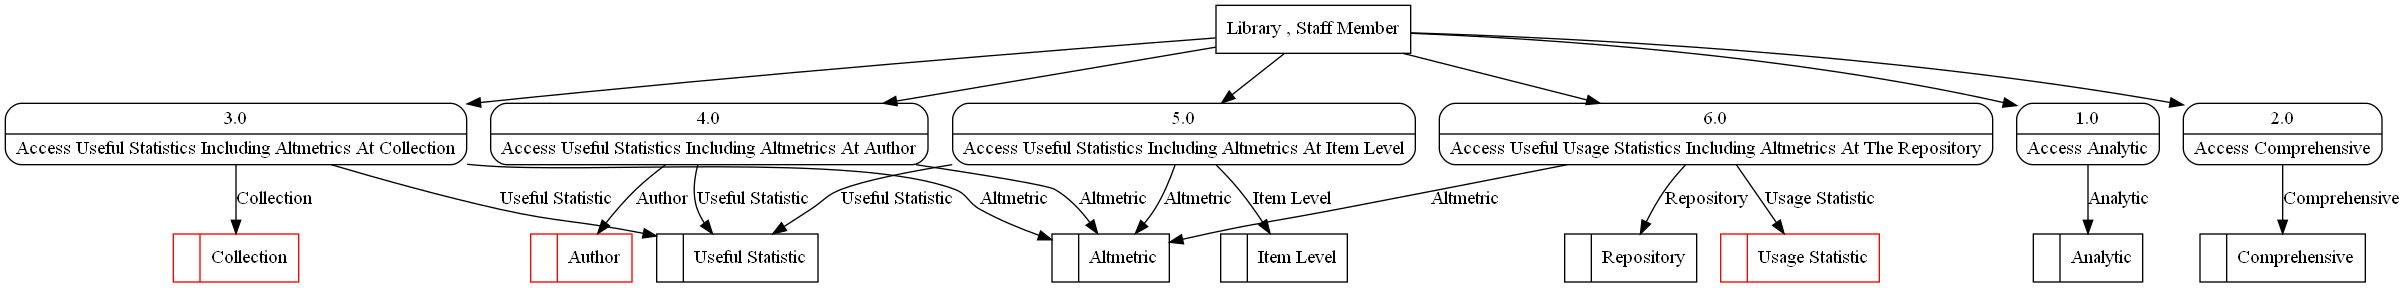 Library , Staff Member
3.0
Access Useful Statistics Including Altmetrics At Collection
4.0
Access Useful Statistics Including Altmetrics At Author
5.0
Access Useful Statistics Including Altmetrics At Item Level
6.0
Access Useful Usage Statistics Including Altmetrics At The Repository
1.0
Access Analytic
2.0
Access Comprehensive
Collection
Useful Statistic
Author
Useful Statistic
Useful Statistic
Altmetric
Altmetric
Altmetric
Item Level
Altmetric
Repository
Usage Statistic
Analytic
Comprehensive
Collection
Author
Useful Statistic
Altmetric
Item Level
Repository
Usage Statistic
Analytic
Comprehensive